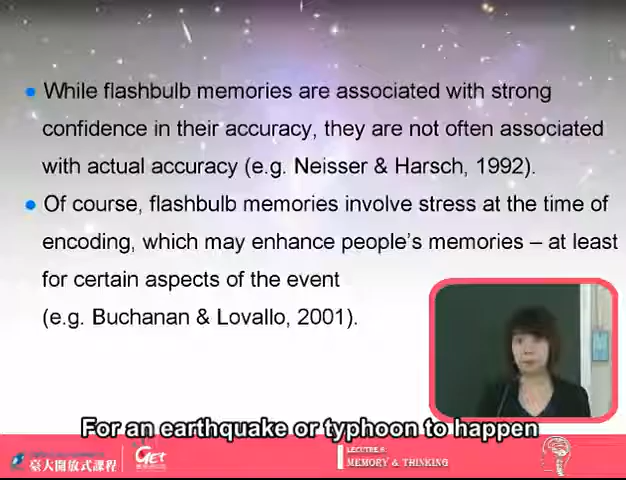 While flashbulb memories are associated with strong
confidence in their accuracy, they are not often associated
with actual accuracy (e.g. Neisser & Harsch, 1992).
Of course, flashbulb memories involve stress at the time of
encoding, which may enhance people's memories – at least
for certain aspects of the event
(e.g. Buchanan & Lovallo, 2001).
For an earthquake or typhoon to happen
臺大開放式課程
GET
LECUTRE 6:
MEMORY & THINKING